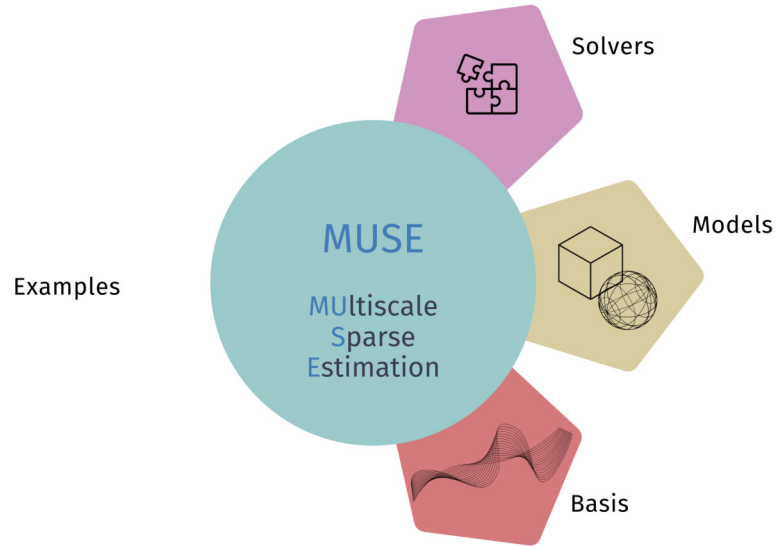 Solvers
Models
MUSE
Examples
MUltiscale
Sparse
Estimation
Basis